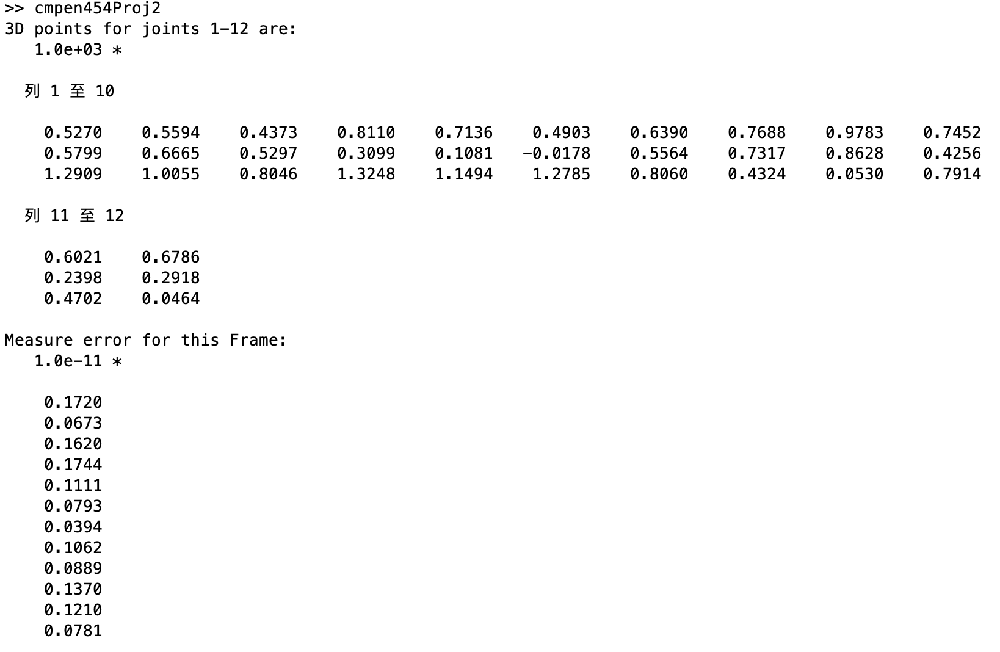 >> cmpen454Proj2
3D points for joints 1-12 are:
1.0e+03 *
列 1 至 10
0.5270 0.5594 0.4373 0.8110 0.7136 0.4903 0.6390 0.7688 0.9783 0.7452
0.5799 0.6665 0.5297 0.3099 0.1081 -0.0178 0.5564 0.7317 0.8628 0.4256
1.2909 1.0055 0.8046 1.3248 1.1494 1.2785 0.8060 0.4324 0.0530 0.7914
列 11 至 12
0.6021 0.6786
0.2398 0.2918
0.4702 0.0464
Measure error for this Frame:
1.0e-11 *
0.1720
0.0673
0.1620
0.1744
0.1111
0.0793
0.0394
0.1062
0.0889
0.1370
0.1210
0.0781